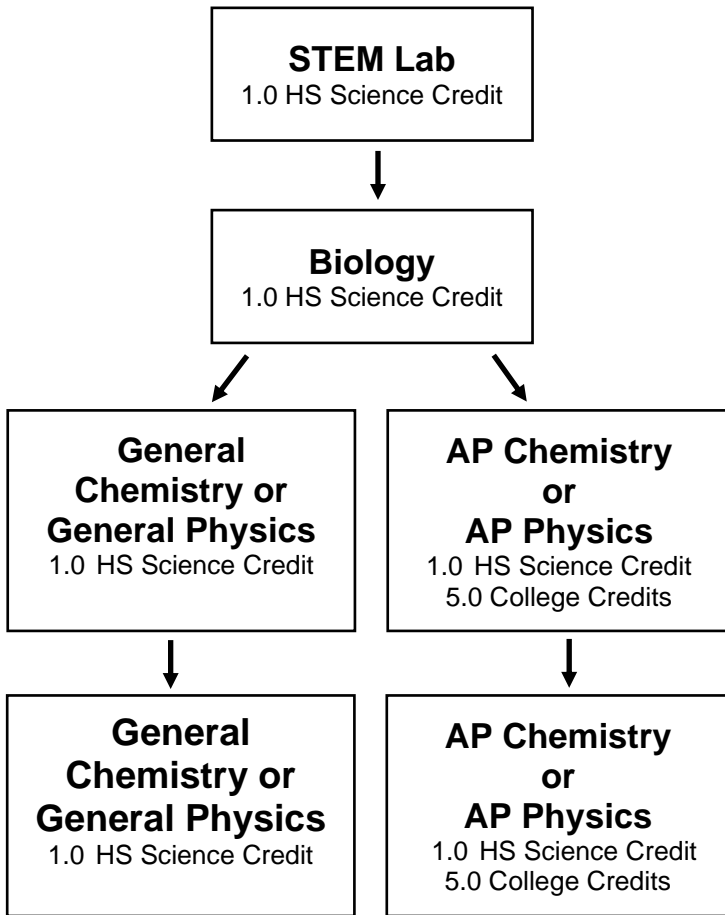 STEM Lab
1.0 HS Science Credit
Biology
1.0 HS Science Credit
General
Chemistry or
General Physics
1.0 HS Science Credit
AP Chemistry
or
AP Physics
1.0 HS Science Credit
5.0 College Credits
General
Chemistry or
General Physics
1.0 HS Science Credit
AP Chemistry
or
AP Physics
1.0 HS Science Credit
5.0 College Credits